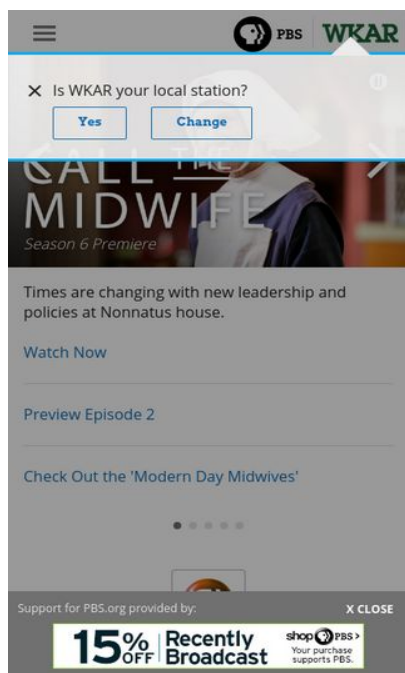 PBS WKAR
X Is WKAR your local station?
Yes Change
CALL THE
MIDWIFE
Season 6 Premiere
Times are changing with new leadership and
policies at Nonnatus house.
Watch Now
Preview Episode 2
Check Out the 'Modern Day Midwives'
Support for PBS.org provided by: X CLOSE
15% OFF Recently Broadcast
shop PBS >
Your purchase
supports PBS.